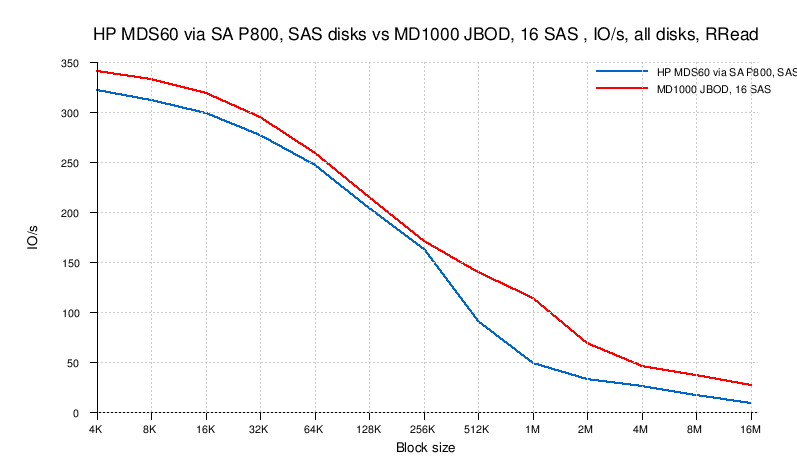 HP MDS60 via SA P800, SAS disks vs MD1000 JBOD, 16 SAS , IO/s, all disks, RRead
HP MDS60 via SA P800, SAS
MD1000 JBOD, 16 SAS
350
300
250
200
150
100
50
0
IO/s
4K 8K 16K 32K 64K 128K 256K 512K 1M 2M 4M 8M 16M
Block size